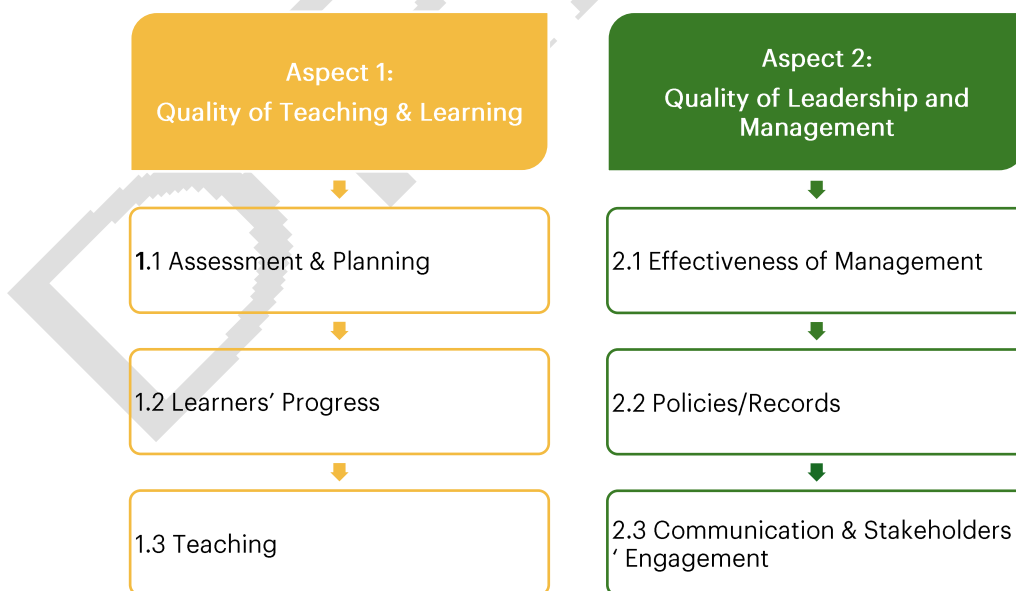 Aspect 1:
Quality of Teaching & Learning
1.1 Assessment & Planning
1.2 Learners’ Progress
1.3 Teaching
Aspect 2:
Quality of Leadership and
Management
2.1 Effectiveness of Management
2.2 Policies/Records
2.3 Communication & Stakeholders
‘ Engagement